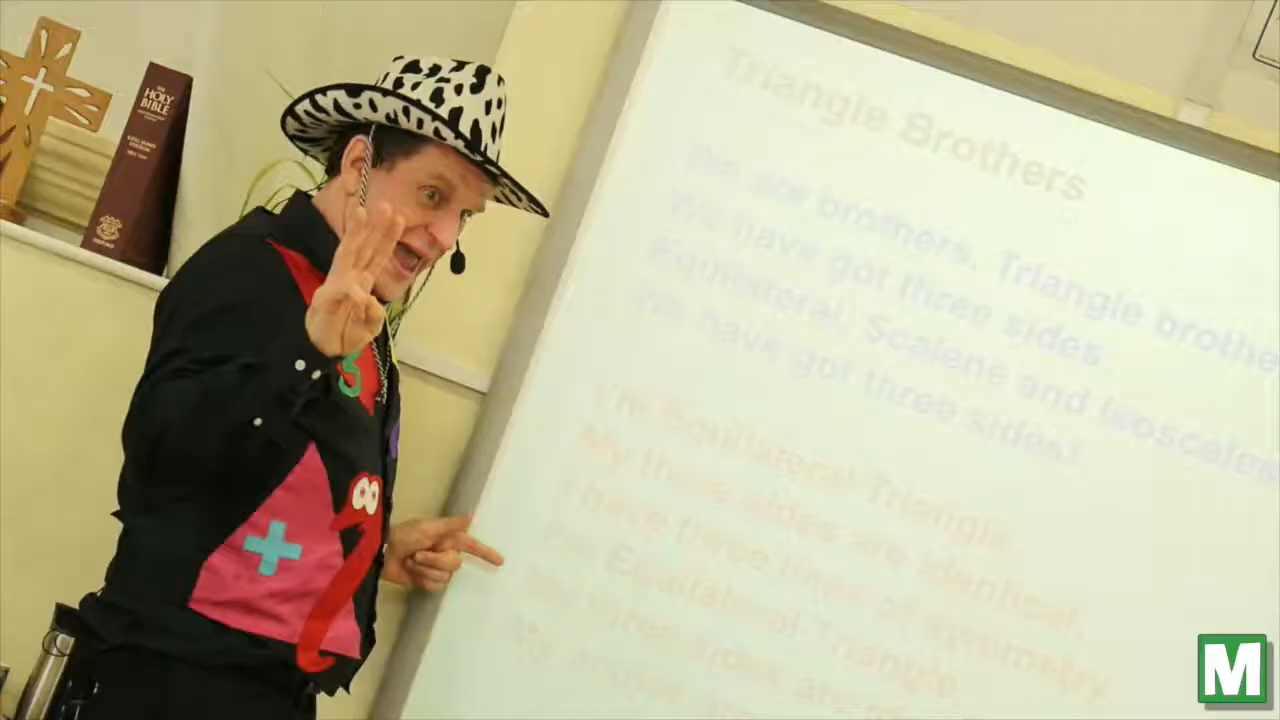 THE
HOLY
BIBLE
Triangle Brothers
We are brothers, Triangle brothe
We have got three sides
Equilateral, Scalene and Isosceles
We have got three sides!
I'm Equilateral Triangle
My three sides are identical,
I have three lines of symmetry
I'm Equilateral Triangle
My
5
M